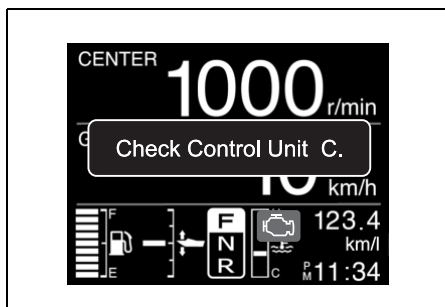 CENTER
1000 r/min
G
Check Control Unit C.
10 km/h
F
E
F
N
R
C
123.4
km/l
PM 11:34